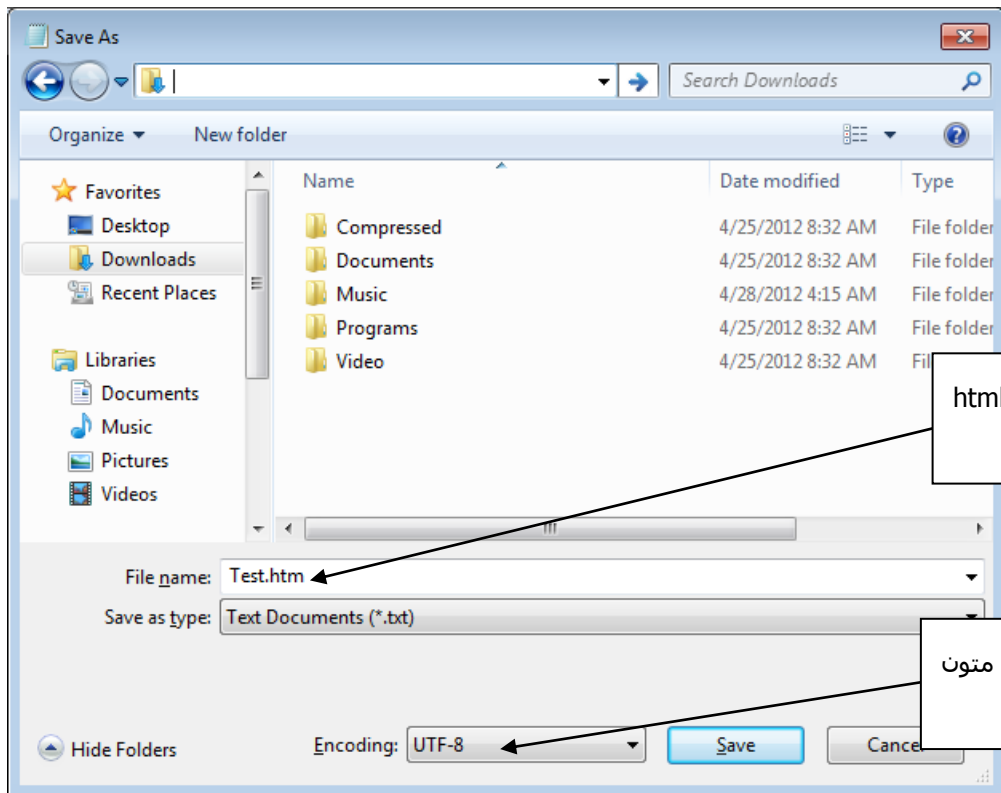 Save As
Search Downloads
Organize New folder
Favorites
Desktop
Downloads
Recent Places
Libraries
Documents
Music
Pictures
Videos
Name Date modified Type
Compressed 4/25/2012 8:32 AM File folder
Documents 4/25/2012 8:32 AM File folder
Music 4/28/2012 4:15 AM File folder
Programs 4/25/2012 8:32 AM File folder
Video 4/25/2012 8:32 AM
html
File name: Test.htm
Save as type: Text Documents (*.txt)
متون
Hide Folders Encoding: UTF-8 Save Cancel